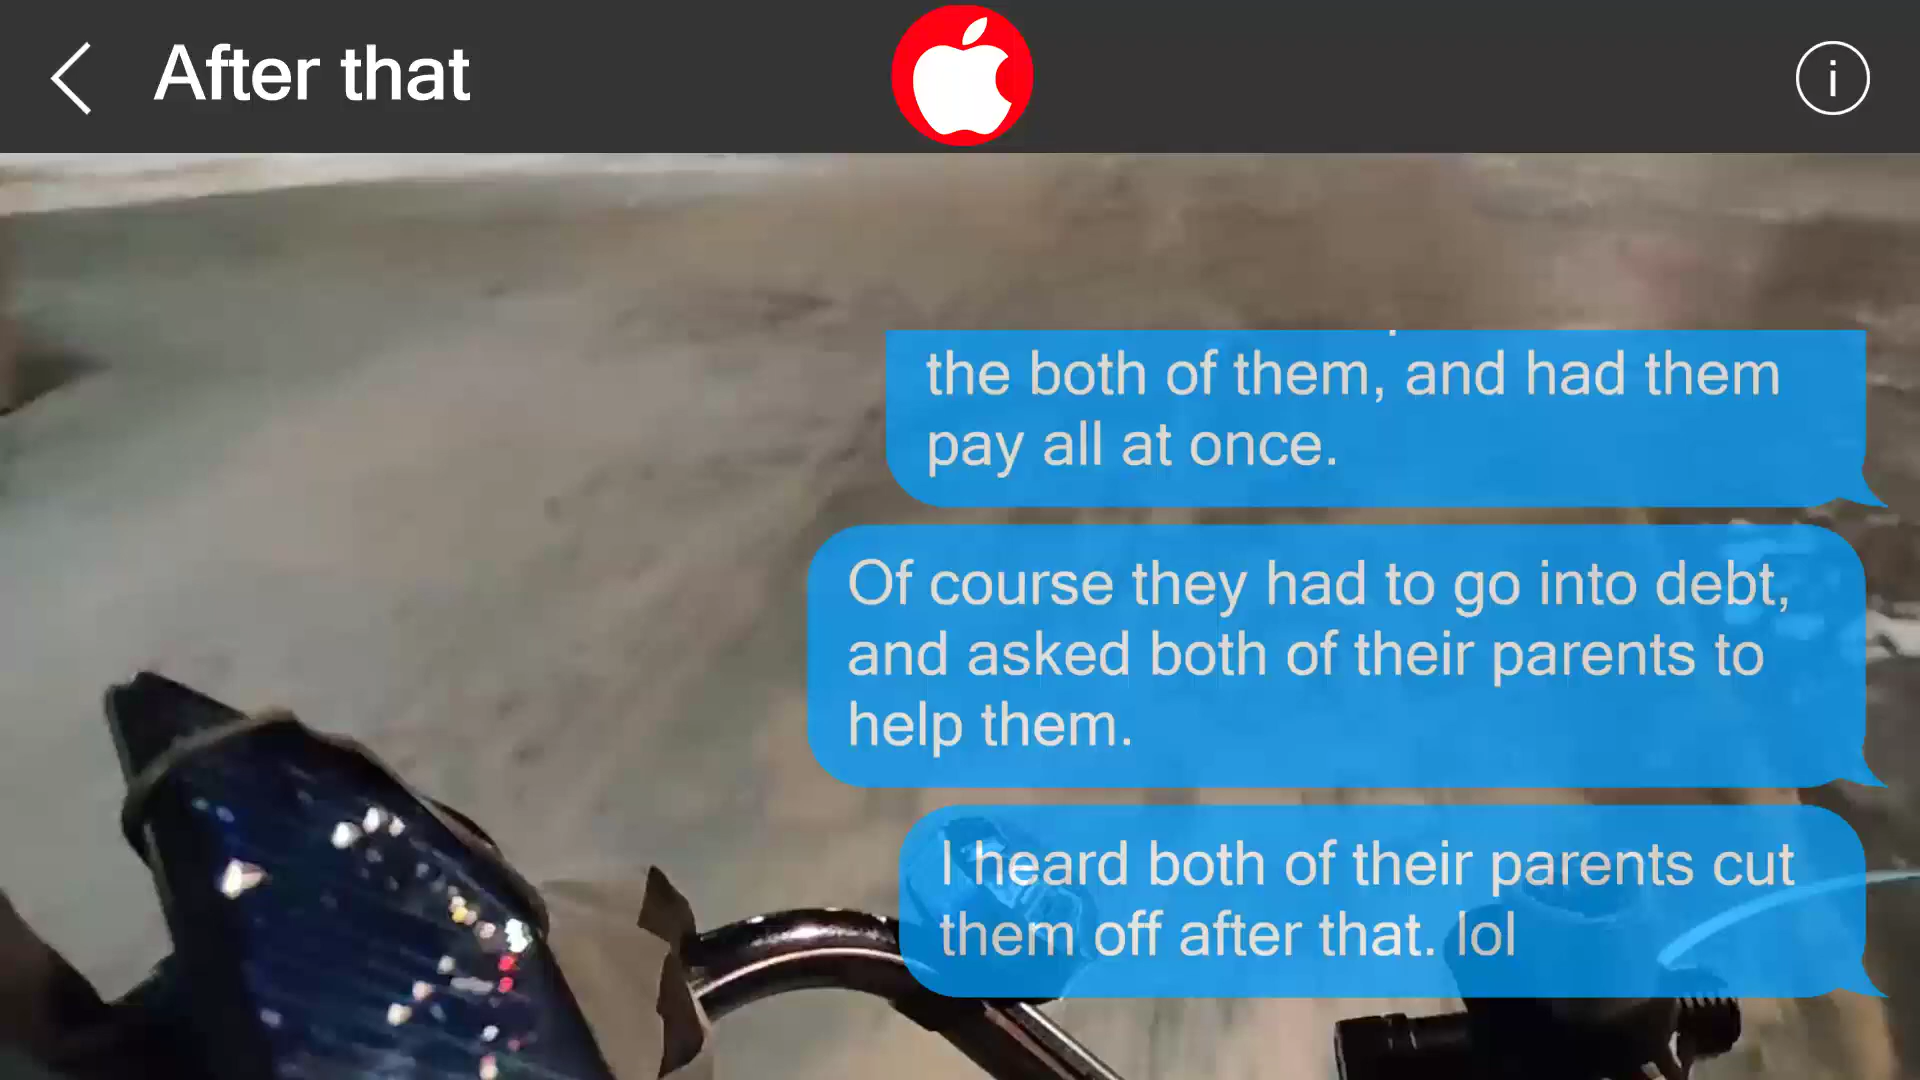 After that
the both of them, and had them
pay all at once.
Of course they had to go into debt,
and asked both of their parents to
help them.
I heard both of their parents cut
them off after that. lol